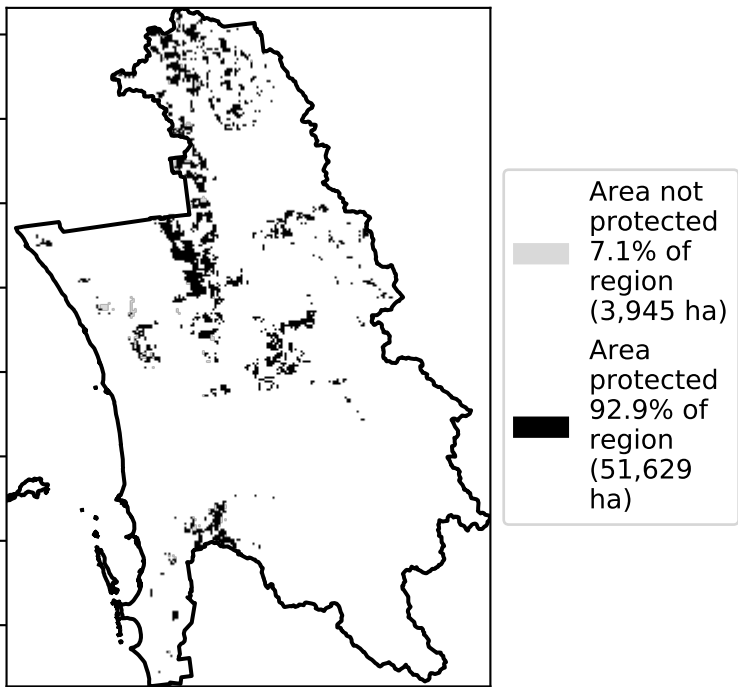 Area not
protected
7.1% of
region
(3,945 ha)
Area
protected
92.9% of
region
(51,629
ha)